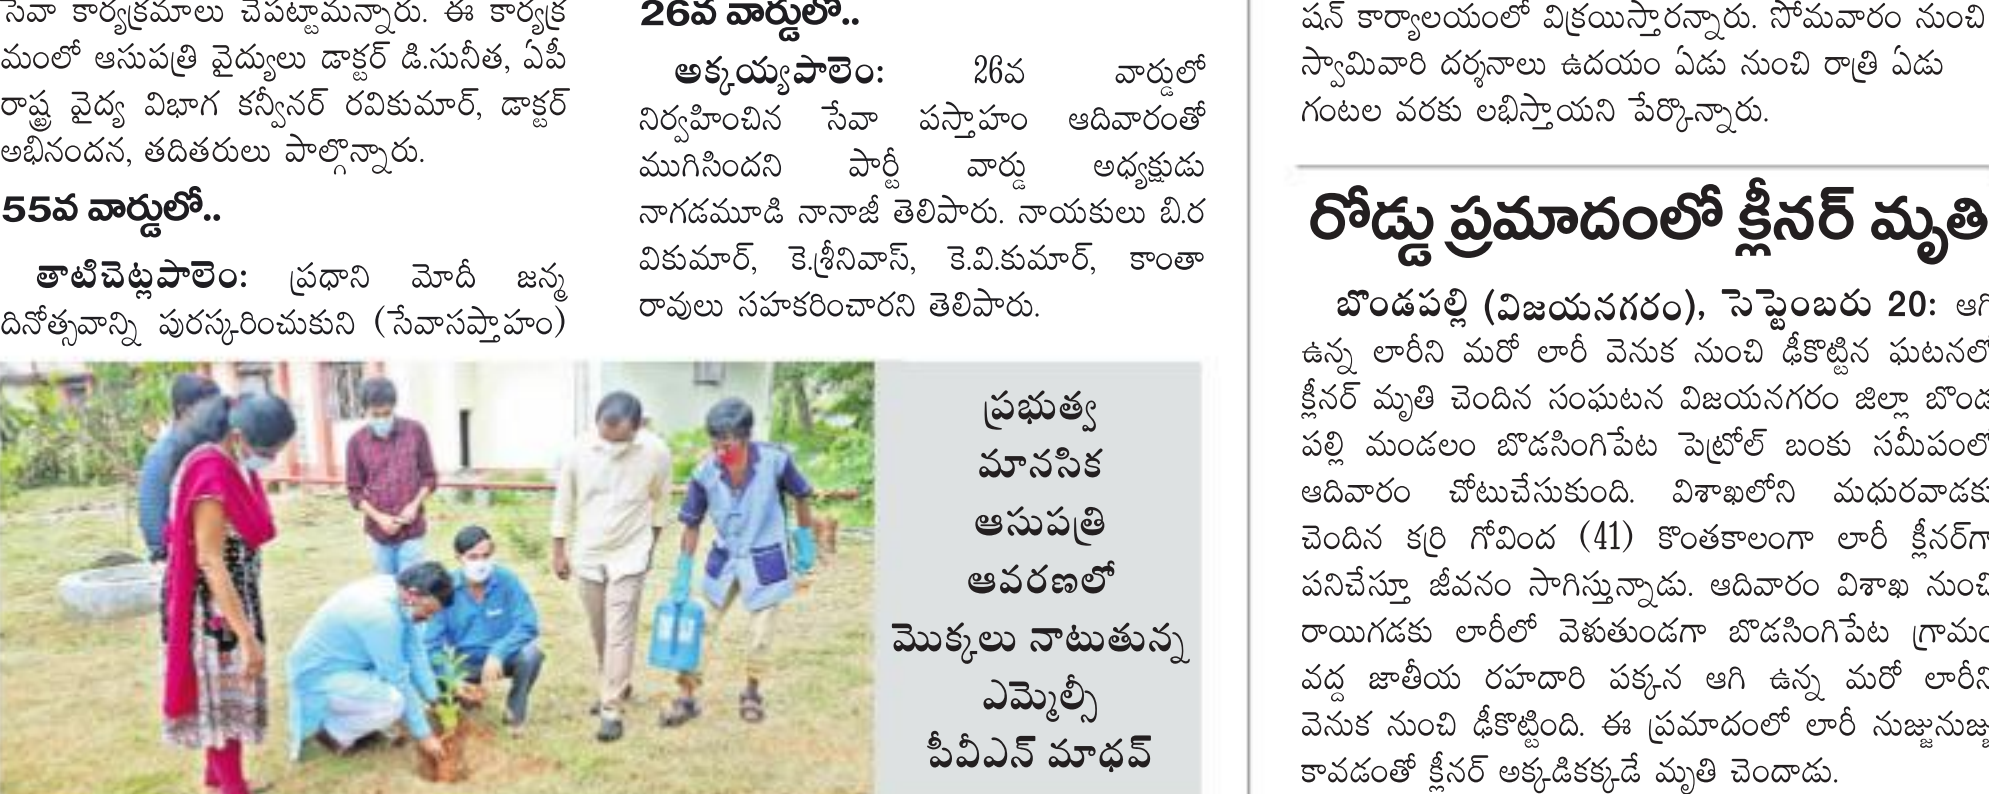 సేవా కార్యక్రమాలు చేపట్టామన్నారు. ఈ కార్యక్ర
మంలో ఆసుపత్రి వైద్యులు డాక్టర్ డి.సునీత, ఏపీ
రాష్ట్ర వైద్య విభాగ కన్వీనర్ రవికుమార్, డాక్టర్
అభినందన, తదితరులు పాల్గొన్నారు.
55వ వార్డులో..
తాటిచెట్లపాలెం: ప్రధాని మోదీ జన్మ
దినోత్సవాన్ని పురస్కరించుకుని (సేవాసప్తాహం)
26వ వార్డులో..
అక్కయ్యపాలెం: 26వ వార్డులో
నిర్వహించిన సేవా పస్తాహం ఆదివారంతో
ముగిసిందని పార్టీ వార్డు అధ్యక్షుడు
నాగడమూడి నానాజీ తెలిపారు. నాయకులు బి.ర
వికుమార్, కె.శ్రీనివాస్, కె.వి.కుమార్, కాంతా
రావులు సహకరించారని తెలిపారు.
ప్రభుత్వ
మానసిక
ఆసుపత్రి
ఆవరణలో
మొక్కలు నాటుతున్న
ఎమ్మెల్సీ
పీవీఎన్ మాధవ్
షన్ కార్యాలయంలో విక్రయిస్తారన్నారు. సోమవారం నుంచి
స్వామివారి దర్శనాలు ఉదయం ఏడు నుంచి రాత్రి ఏడు
గంటల వరకు లభిస్తాయని పేర్కొన్నారు.
రోడ్డు ప్రమాదంలో క్లీనర్ మృతి
బొండపల్లి (విజయనగరం), సెప్టెంబరు 20: ఆగి
ఉన్న లారీని మరో లారీ వెనుక నుంచి ఢీకొట్టిన ఘటనలో
క్లీనర్ మృతి చెందిన సంఘటన విజయనగరం జిల్లా బొండ
పల్లి మండలం బొడసింగిపేట పెట్రోల్ బంకు సమీపంలో
ఆదివారం చోటుచేసుకుంది. విశాఖలోని మధురవాడకు
చెందిన కర్రి గోవింద (41) కొంతకాలంగా లారీ క్లీనర్‌గా
పనిచేస్తూ జీవనం సాగిస్తున్నాడు. ఆదివారం విశాఖ నుంచి
రాయిగడకు లారీలో వెళుతుండగా బొడసింగిపేట గ్రామం
వద్ద జాతీయ రహదారి పక్కన ఆగి ఉన్న మరో లారీని
వెనుక నుంచి ఢీకొట్టింది. ఈ ప్రమాదంలో లారీ నుజ్జునుజ్జు
కావడంతో క్లీనర్ అక్కడికక్కడే మృతి చెందాడు.